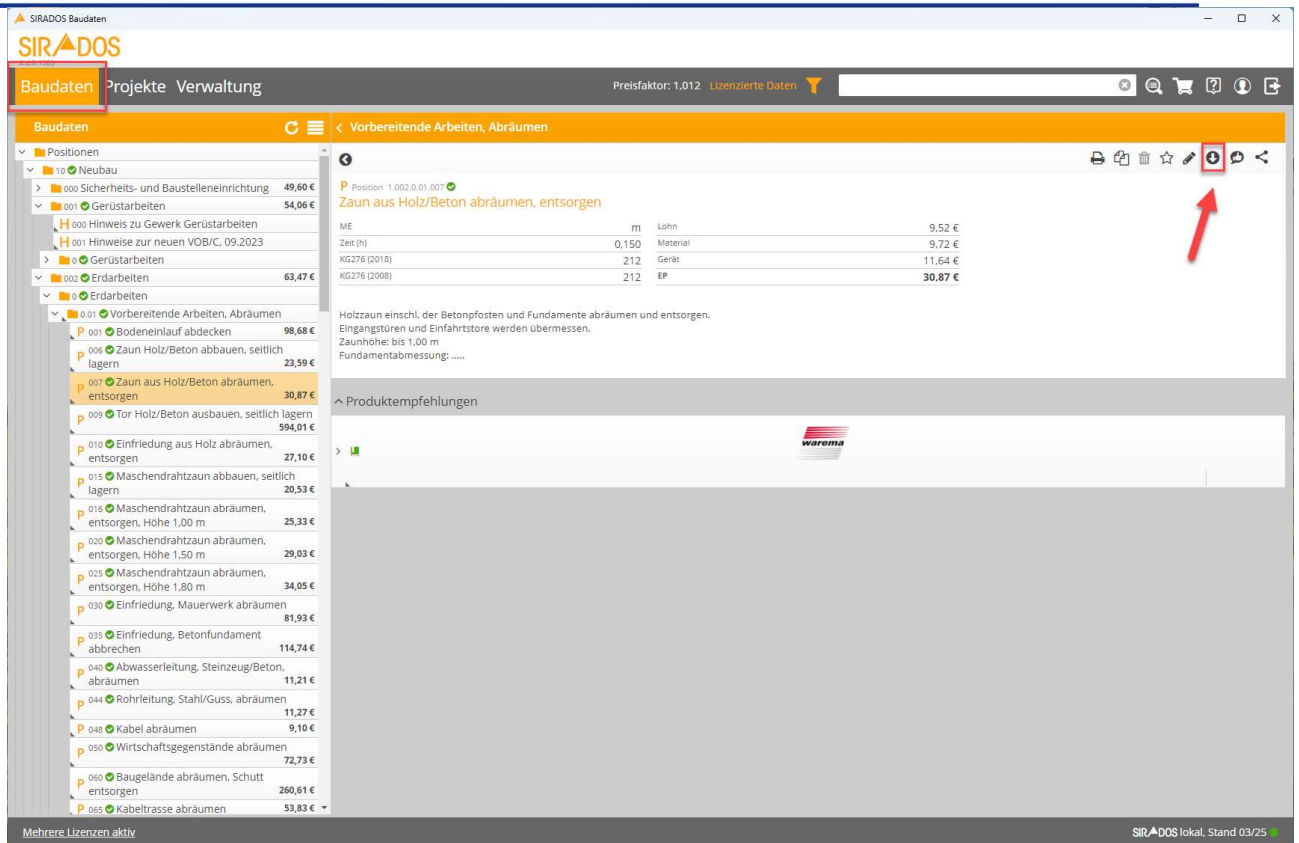 SIRADOS Baudaten
SIRADOS
Baudaten Projekte Verwaltung
Preisfaktor: 1,012 Lizenzierte Daten
Baudaten
Vorbereitende Arbeiten, Abräumen
Positionen
10 Neubau
000 Sicherheits- und Baustelleneinrichtung 49,60 €
001 Gerüstarbeiten 54,06 €
H 000 Hinweis zu Gewerk Gerüstarbeiten
H 001 Hinweise zur neuen VOB/C, 09.2023
0 Gerüstarbeiten
002 Erdarbeiten 63,47 €
0 Erdarbeiten
0.01 Vorbereitende Arbeiten, Abräumen
P 001 Bodeneinlauf abdecken 98,68 €
P 006 Zaun Holz/Beton abbauen, seitlich
lagern 23,59 €
P 007 Zaun aus Holz/Beton abräumen,
entsorgen 30,87 €
P 009 Tor Holz/Beton ausbauen, seitlich lagern
594,01 €
P 010 Einfriedung aus Holz abräumen,
entsorgen 27,10 €
P 015 Maschendrahtzaun abbauen, seitlich
lagern 20,53 €
P 016 Maschendrahtzaun abräumen,
entsorgen, Höhe 1,00 m 25,33 €
P 020 Maschendrahtzaun abräumen,
entsorgen, Höhe 1,50 m 29,03 €
P 025 Maschendrahtzaun abräumen,
entsorgen, Höhe 1,80 m 34,05 €
P 030 Einfriedung, Mauerwerk abräumen
81,93 €
P 035 Einfriedung, Betonfundament
abbrechen 114,74 €
P 040 Abwasserleitung, Steinzeug/Beton,
abräumen 11,21 €
P 044 Rohrleitung, Stahl/Guss, abräumen
11,27 €
P 048 Kabel abräumen 9,10 €
P 050 Wirtschaftsgegenstände abräumen
72,73 €
P 060 Baugelände abräumen, Schutt
entsorgen 260,61 €
P 065 Kabeltrasse abräumen 53,83 €
P Position 1.002.0.01.007
Zaun aus Holz/Beton abräumen, entsorgen
ME m Lohn 9,52 €
Zeit (h) 0,150 Material 9,72 €
KG276 (2018) 212 Gerät 11,64 €
KG276 (2008) 212 EP 30,87 €
Holzzaun einschl. der Betonpfosten und Fundamente abräumen und entsorgen.
Eingangstüren und Einfahrtstore werden übermessen.
Zaunhöhe: bis 1,00 m
Fundamentabmessung: .....
Produktempfehlungen
warema
Mehrere Lizenzen aktiv
SIRADOS lokal, Stand 03/25